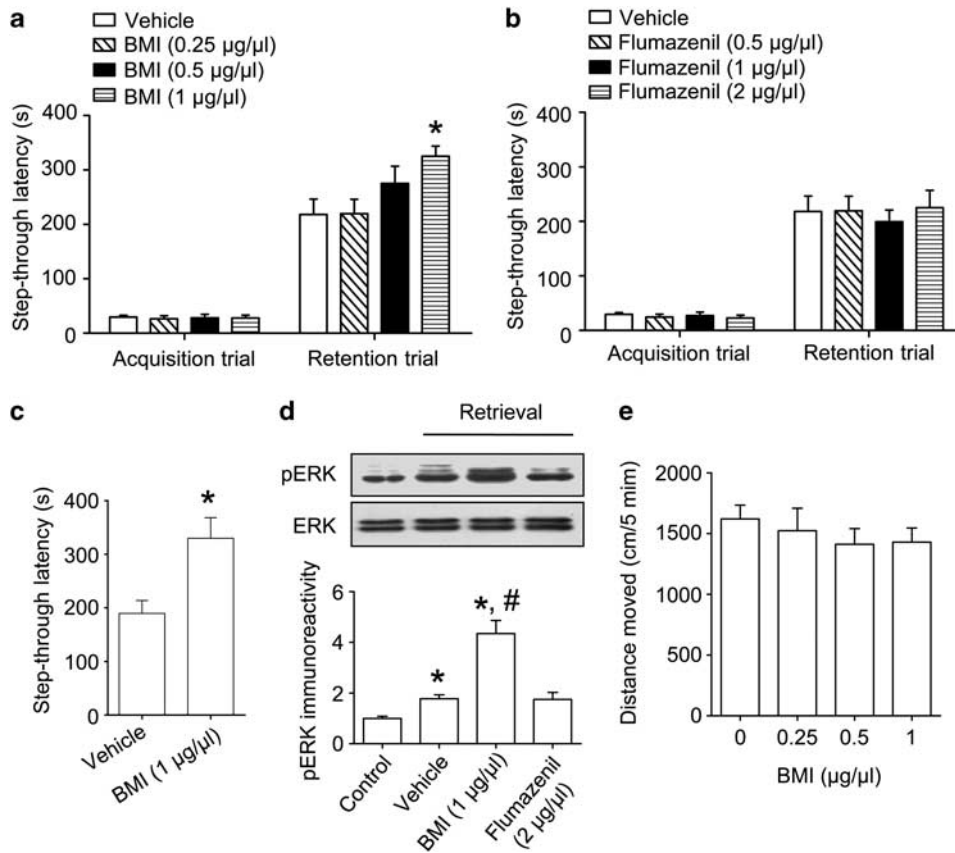 a
Vehicle
BMI (0.25 µg/µl)
BMI (0.5 µg/µl)
BMI (1 µg/µl)
Step-through latency (s)
400
300
200
100
0
*
Acquisition trial
Retention trial
b
Vehicle
Flumazenil (0.5 µg/µl)
Flumazenil (1 µg/µl)
Flumazenil (2 µg/µl)
Step-through latency (s)
400
300
200
100
0
Acquisition trial
Retention trial
c
Step-through latency (s)
400
300
200
100
0
*
Vehicle
BMI (1 µg/µl)
d
Retrieval
pERK
ERK
pERK immunoreactivity
6
4
2
0
*
*, #
Control
Vehicle
BMI (1 µg/µl)
Flumazenil
(2 µg/µl)
e
Distance moved (cm/5 mim)
2000
1500
1000
500
0
0
0.25
0.5
1
BMI (µg/µl)